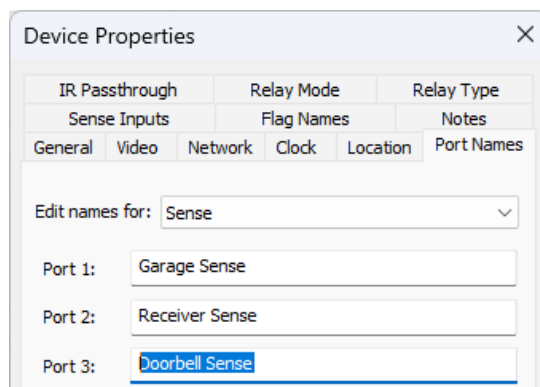 Device Properties
IR Passthrough Relay Mode Relay Type
Sense Inputs Flag Names Notes
General Video Network Clock Location Port Names
Edit names for: Sense
Port 1: Garage Sense
Port 2: Receiver Sense
Port 3: Doorbell Sense